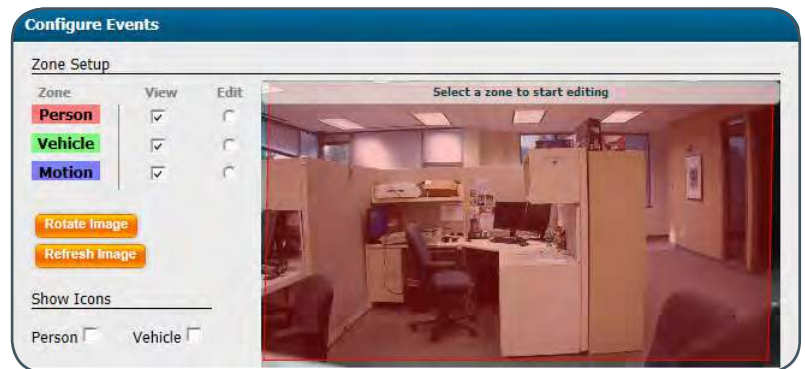 Configure Events
Zone Setup
Zone View Edit
Select a zone to start editing
Person
Vehicle
Motion
Rotate Image
Refresh Image
Show Icons
Person Vehicle